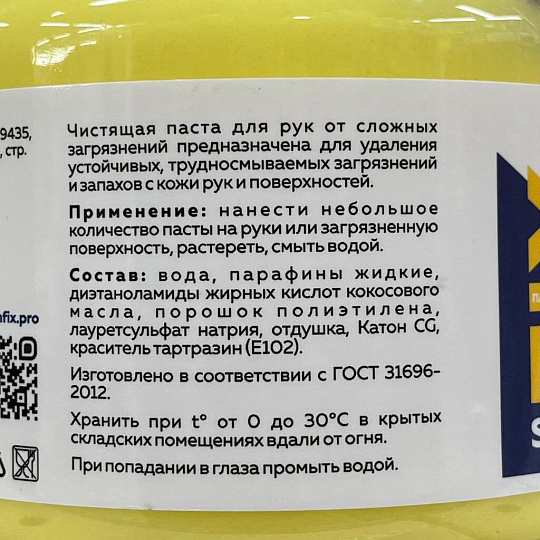 9435,
, стр.
Чистящая паста для рук от сложных
загрязнений предназначена для удаления
устойчивых, трудносмываемых загрязнений
и запахов с кожи рук и поверхностей.
Применение: нанести небольшое
количество пасты на руки или загрязненную
поверхность, растереть, смыть водой.
Состав: вода, парафины жидкие,
диэтаноламиды жирных кислот кокосового
масла, порошок полиэтилена,
лауретсульфат натрия, отдушка, Катон CG,
краситель тартразин (E102).
Изготовлено в соответствии с ГОСТ 31696-
2012.
Хранить при t° от 0 до 30°C в крытых
складских помещениях вдали от огня.
При попадании в глаза промыть водой.
fix.pro